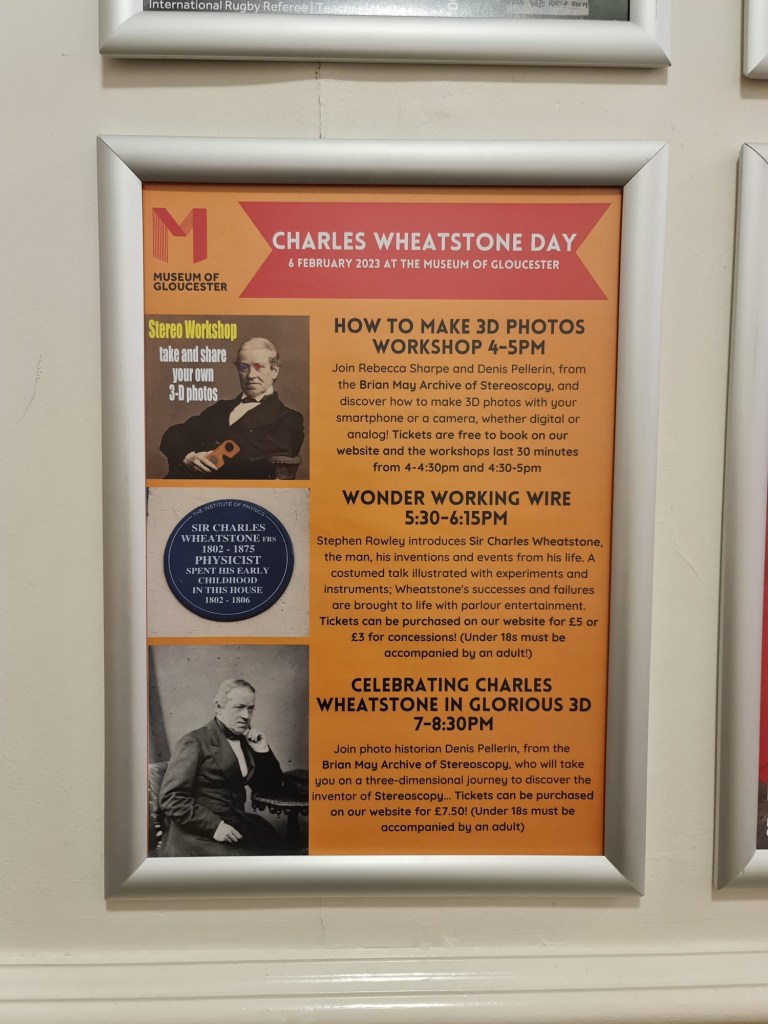 International Rugby Referee | Teacher |
MUSEUM OF
GLOUCESTER
CHARLES WHEATSTONE DAY
6 FEBRUARY 2023 AT THE MUSEUM OF GLOUCESTER
Stereo Workshop
take and share
your own
3-D photos
HOW TO MAKE 3D PHOTOS
WORKSHOP 4-5PM
Join Rebecca Sharpe and Denis Pellerin, from
the Brian May Archive of Stereoscopy, and
discover how to make 3D photos with your
smartphone or a camera, whether digital or
analog! Tickets are free to book on our
website and the workshops last 30 minutes
from 4-4:30pm and 4:30-5pm
THE INSTITUTE OF PHYSICS
SIR CHARLES
WHEATSTONE FRS
1802 - 1875
PHYSICIST
SPENT HIS EARLY
CHILDHOOD
IN THIS HOUSE
1802 - 1806
WONDER WORKING WIRE
5:30-6:15PM
Stephen Rowley introduces Sir Charles Wheatstone,
the man, his inventions and events from his life. A
costumed talk illustrated with experiments and
instruments; Wheatstone's successes and failures
are brought to life with parlour entertainment.
Tickets can be purchased on our website for £5 or
£3 for concessions! (Under 18s must be
accompanied by an adult!)
CELEBRATING CHARLES
WHEATSTONE IN GLORIOUS 3D
7-8:30PM
Join photo historian Denis Pellerin, from the
Brian May Archive of Stereoscopy, who will take
you on a three-dimensional journey to discover the
inventor of Stereoscopy... Tickets can be purchased
on our website for £7.50! (Under 18s must be
accompanied by an adult)